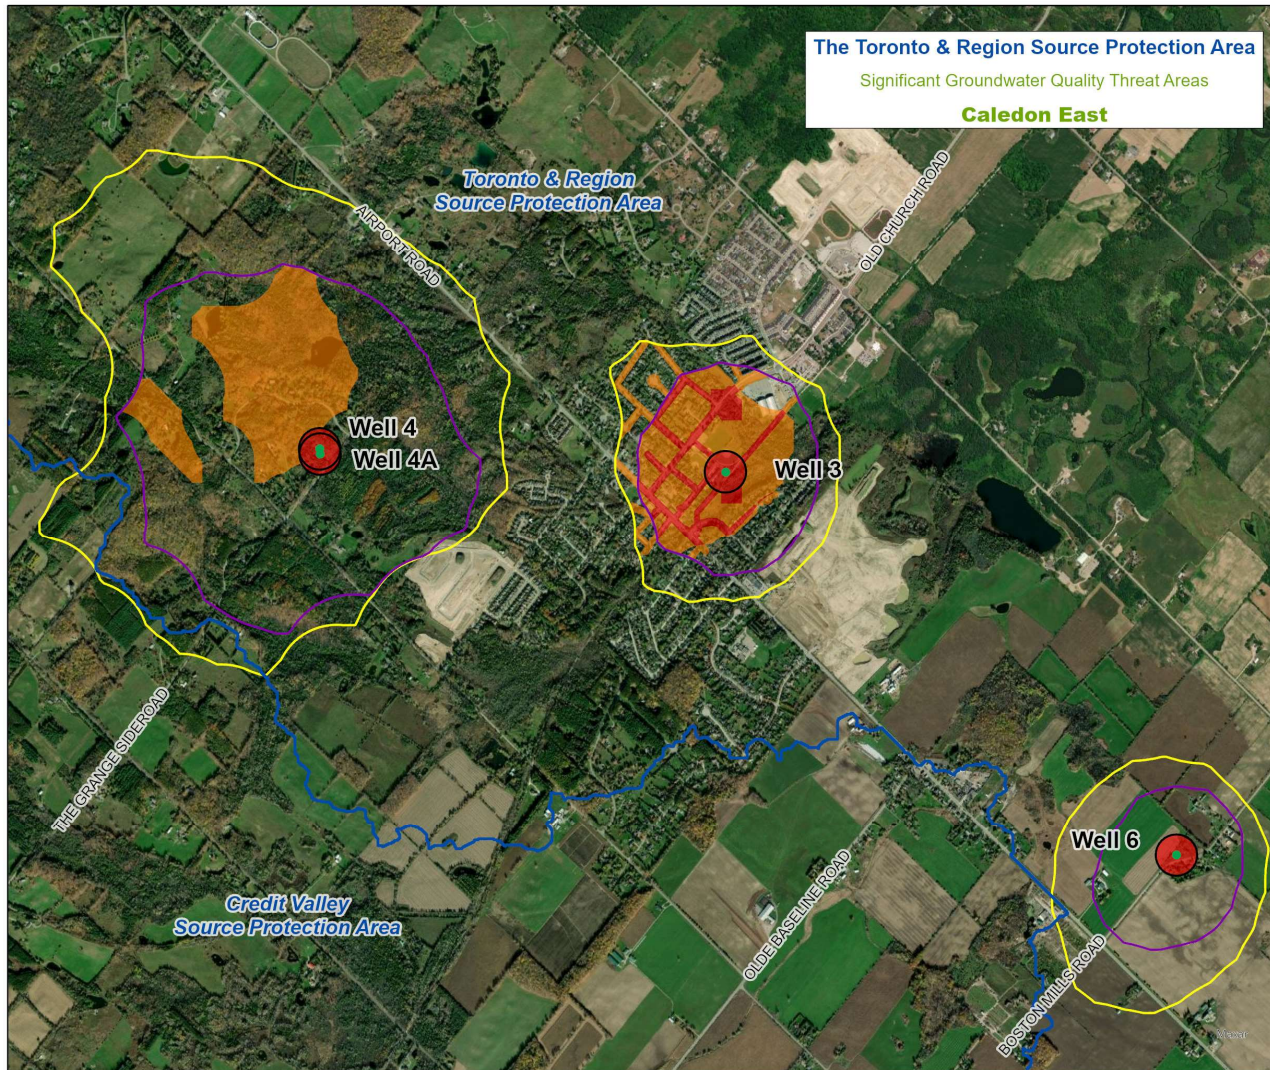 The Toronto & Region Source Protection Area
Significant Groundwater Quality Threat Areas
Caledon East
Toronto & Region
Source Protection Area
OLD CHURCH ROAD
AIRPORT ROAD
Well 4
Well 4A
Well 3
THE GRANGE SIDEROAD
Well 6
Credit Valley
Source Protection Area
OLDE BASELINE ROAD
BOSTON MILLS ROAD
Maxar